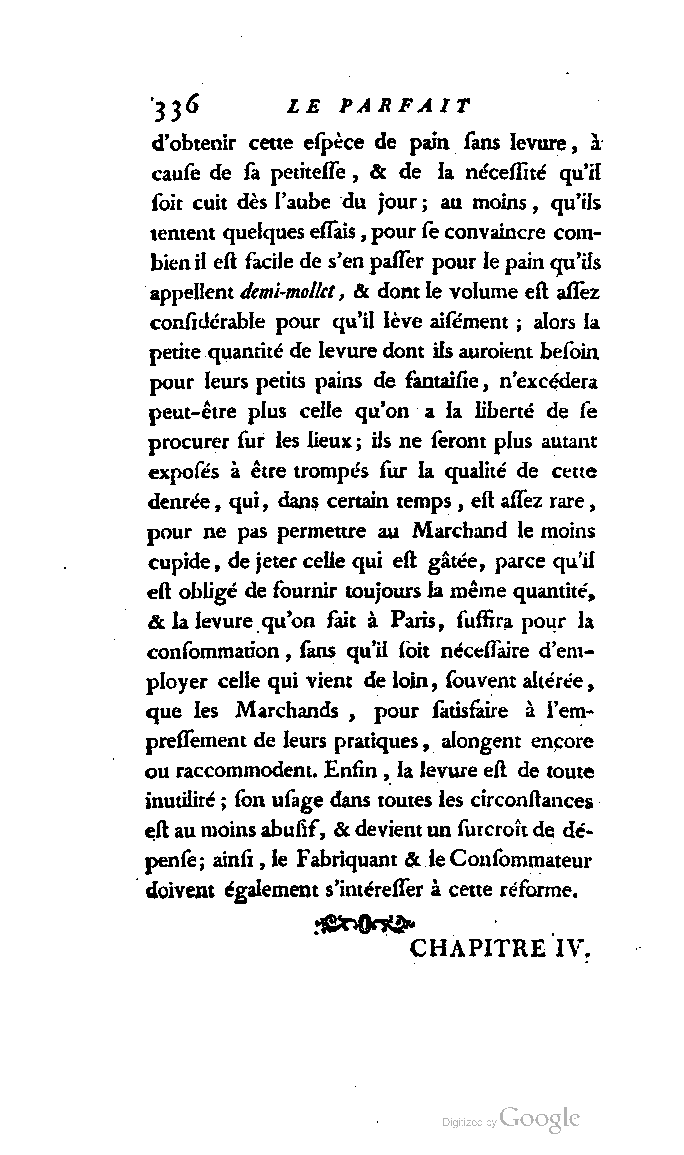 336 LE PARFAIT
d'obtenir cette eſpèce de pain ſans levure, à
cauſe de ſa petiteſſe, & de la néceſſité qu'il
ſoit cuit dès l'aube du jour; au moins, qu'ils
tentent quelques eſſais, pour ſe convaincre com-
bien il eſt facile de s'en paſſer pour le pain qu'ils
appellent demi-mollet, & dont le volume eſt aſſez
conſidérable pour qu'il lève aiſément; alors la
petite quantité de levure dont ils auroient beſoin
pour leurs petits pains de fantaiſie, n'excédera
peut-être plus celle qu'on a la liberté de ſe
procurer ſur les lieux; ils ne ſeront plus autant
expoſés à être trompés ſur la qualité de cette
denrée, qui, dans certain temps, eſt aſſez rare,
pour ne pas permettre au Marchand le moins
cupide, de jeter celle qui eſt gâtée, parce qu'il
eſt obligé de fournir toujours la même quantité,
& la levure qu'on fait à Paris, ſuffira pour la
conſommation, ſans qu'il ſoit néceſſaire d'em-
ployer celle qui vient de loin, ſouvent altérée,
que les Marchands, pour ſatisfaire à l'em-
preſſement de leurs pratiques, alongent encore
ou raccommodent. Enfin, la levure eſt de toute
inutilité; ſon uſage dans toutes les circonſtances
eſt au moins abuſif, & devient un ſurcroît de dé-
penſe; ainſi, le Fabriquant & le Conſommateur
doivent également s'intéreſſer à cette réforme.
CHAPITRE IV.
Digitized by Google